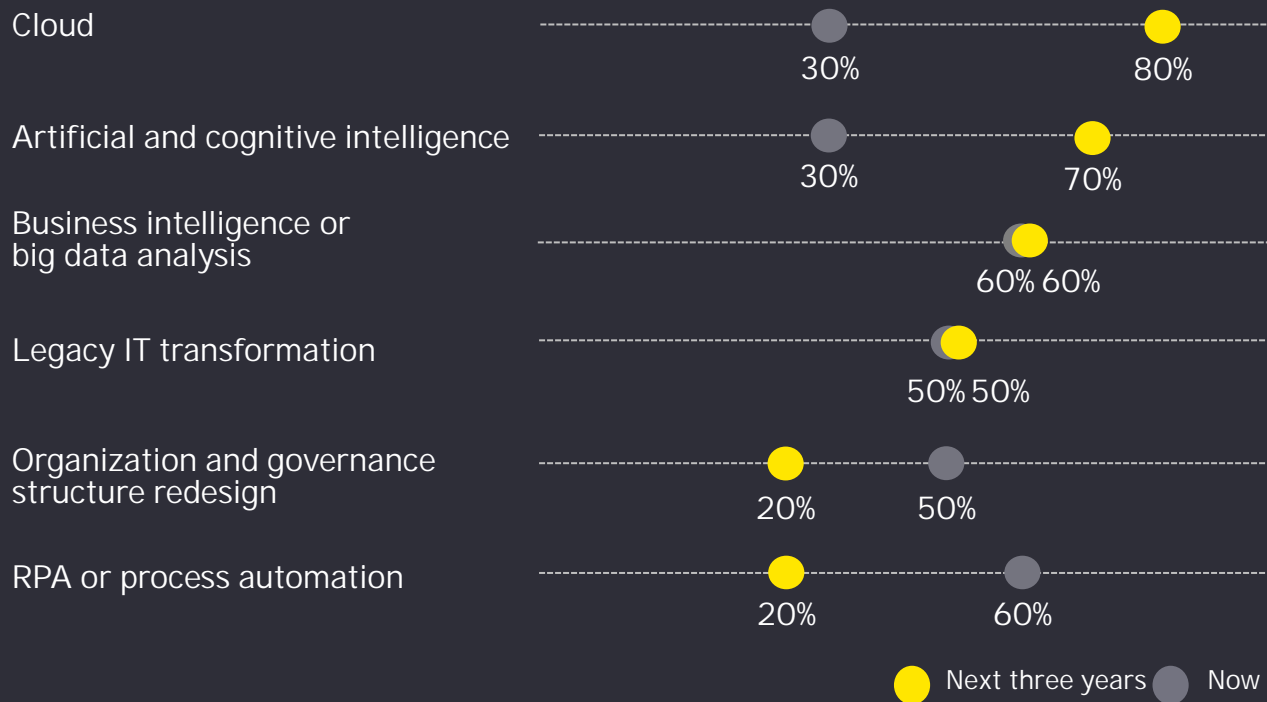 Cloud
30%
80%
Artificial and cognitive intelligence
30%
70%
Business intelligence or
big data analysis
60% 60%
Legacy IT transformation
50% 50%
Organization and governance
structure redesign
20%
50%
RPA or process automation
20%
60%
Next three years
Now